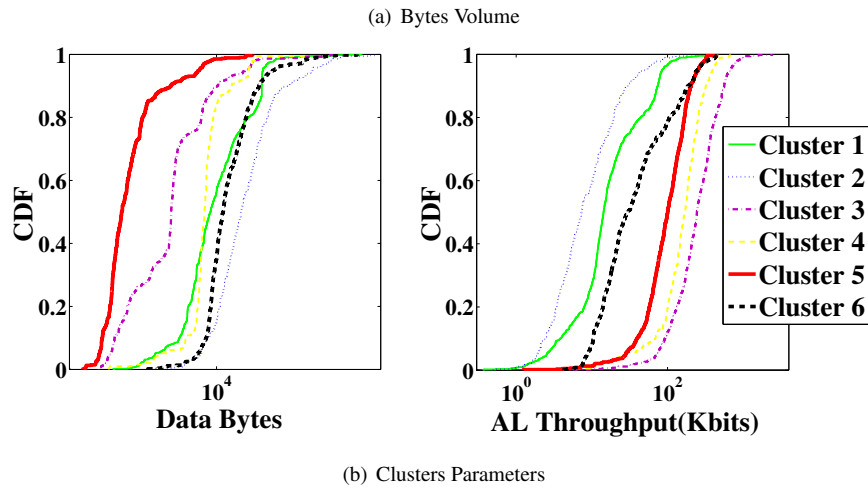 (a) Bytes Volume
1
0.8
0.6
0.4
0.2
0
CDF
10^4
Data Bytes
1
0.8
0.6
0.4
0.2
0
CDF
10^0
10^2
AL Throughput(Kbits)
Cluster 1
Cluster 2
Cluster 3
Cluster 4
Cluster 5
Cluster 6
(b) Clusters Parameters